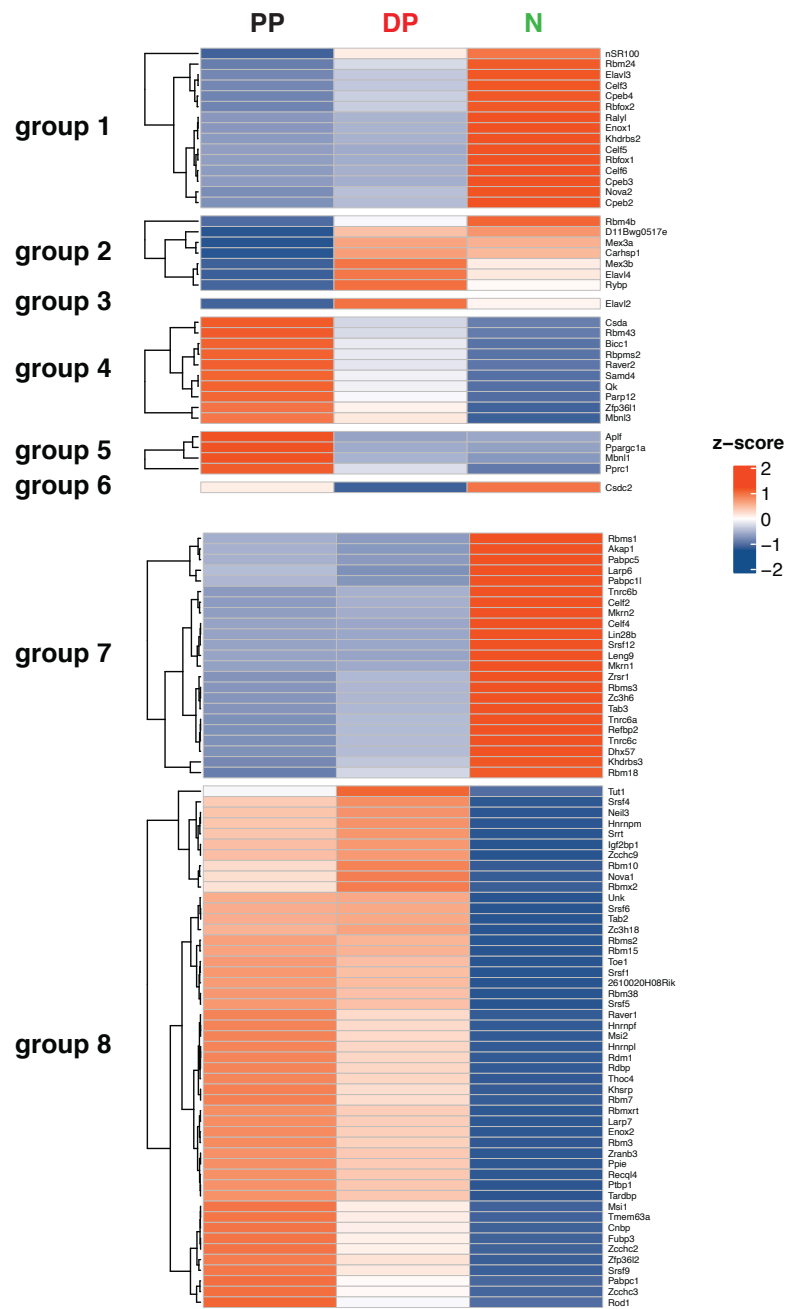 PP DP N
group 1
nSR100
Rbm24
Elavl3
Celf3
Cpeb4
Rbfox2
Ralyl
Enox1
Khdrbs2
Celf5
Rbfox1
Celf6
Cpeb3
Nova2
Cpeb2
group 2
Rbm4b
D11Bwg0517e
Mex3a
Carhsp1
Mex3b
Elavl4
Rybp
group 3
Elavl2
group 4
Csda
Rbm43
Bicc1
Rbpms2
Raver2
Samd4
Qk
Parp12
Zfp36l1
Mbnl3
group 5
Aplf
Ppargc1a
Mbnl1
Pprc1
group 6
Csdc2
z-score
2
1
0
−1
−2
group 7
Rbms1
Akap1
Pabpc5
Larp6
Pabpc1l
Tnrc6b
Celf2
Mkrn2
Celf4
Lin28b
Srsf12
Leng9
Mkrn1
Zrsr1
Rbms3
Zc3h6
Tab3
Tnrc6a
Refbp2
Tnrc6c
Dhx57
Khdrbs3
Rbm18
group 8
Tut1
Srsf4
Neil3
Hnrnpm
Srrt
Igf2bp1
Zcchc9
Rbm10
Nova1
Rbmx2
Unk
Srsf6
Tab2
Zc3h18
Rbms2
Rbm15
Toe1
Srsf1
2610020H08Rik
Rbm38
Srsf5
Raver1
Hnrnpf
Msi2
Hnrnpl
Rdm1
Rdbp
Thoc4
Khsrp
Rbm7
Rbmxrt
Larp7
Enox2
Rbm3
Zranb3
Ppie
Recql4
Ptbp1
Tardbp
Msi1
Tmem63a
Cnbp
Fubp3
Zcchc2
Zfp36l2
Srsf9
Pabpc1
Zcchc3
Rod1